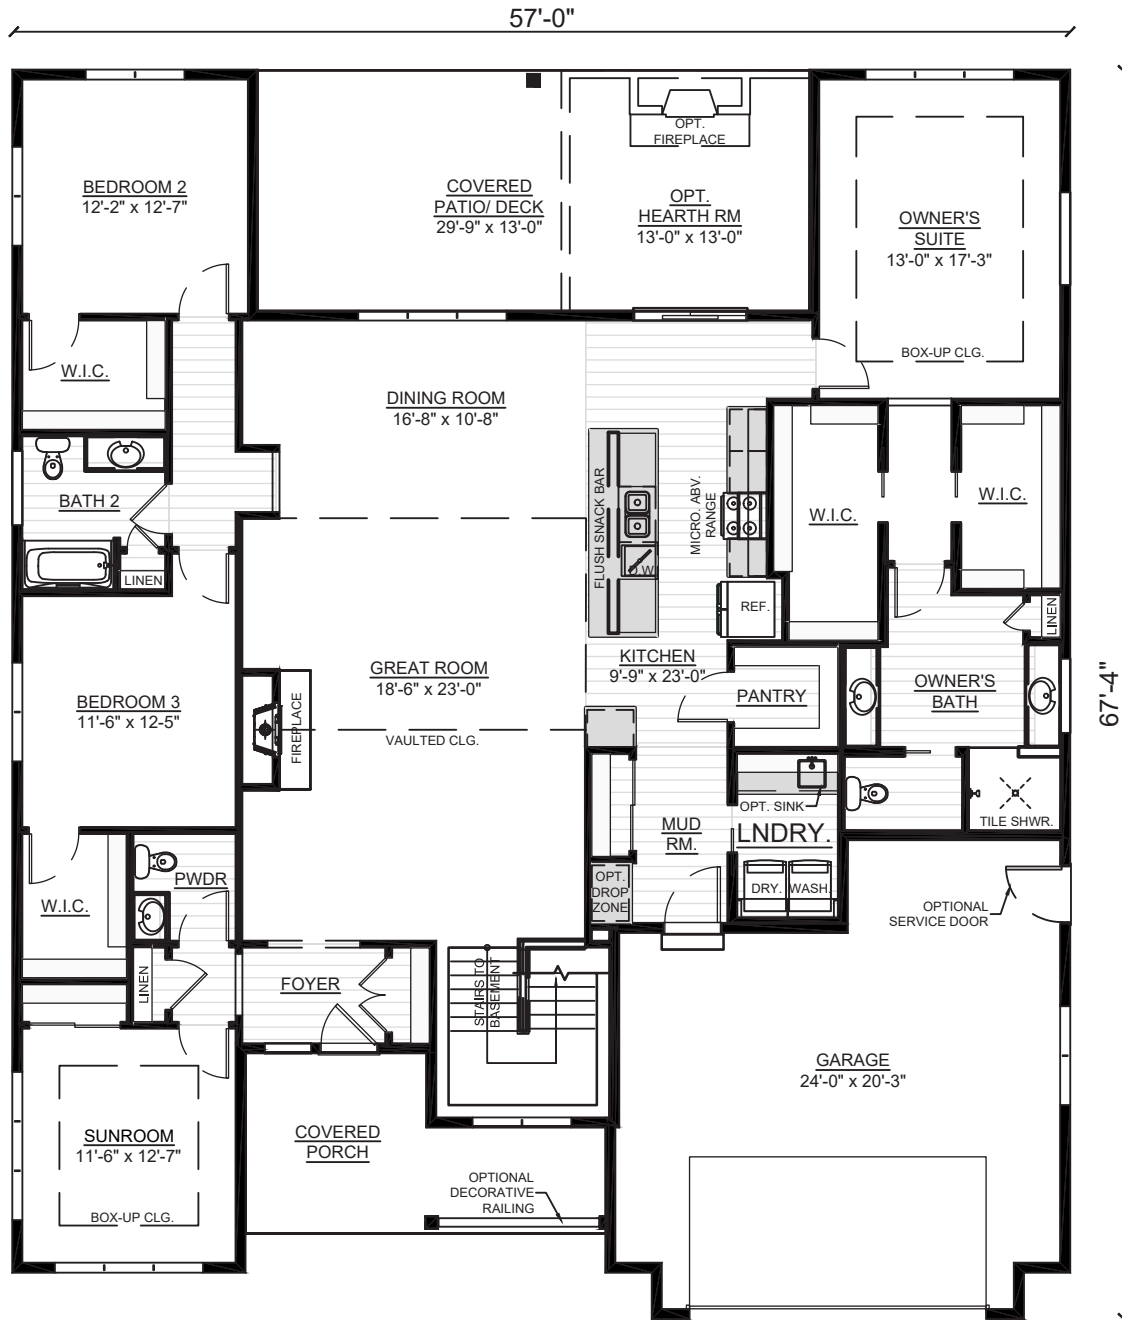 57'-0"
BEDROOM 2
12'-2" x 12'-7"
COVERED
PATIO/ DECK
29'-9" x 13'-0"
OPT.
FIREPLACE
OPT.
HEARTH RM
13'-0" x 13'-0"
OWNER'S
SUITE
13'-0" x 17'-3"
BOX-UP CLG.
W.I.C.
DINING ROOM
16'-8" x 10'-8"
BATH 2
LINEN
FLUSH SNACK BAR
MICRO. ABV.
RANGE
W.I.C.
W.I.C.
REF.
LINEN
KITCHEN
9'-9" x 23'-0"
PANTRY
OWNER'S
BATH
67'-4"
GREAT ROOM
18'-6" x 23'-0"
BEDROOM 3
11'-6" x 12-5"
FIREPLACE
VAULTED CLG.
OPT. SINK
TILE SHWR.
MUD
RM.
LNDRY.
DRY.
WASH.
OPT.
DROP
ZONE
PWDR
W.I.C.
OPTIONAL
SERVICE DOOR
LINEN
FOYER
STAIRS TO
BASEMENT
GARAGE
24'-0" x 20'-3"
SUNROOM
11'-6" x 12'-7"
BOX-UP CLG.
COVERED
PORCH
OPTIONAL
DECORATIVE
RAILING